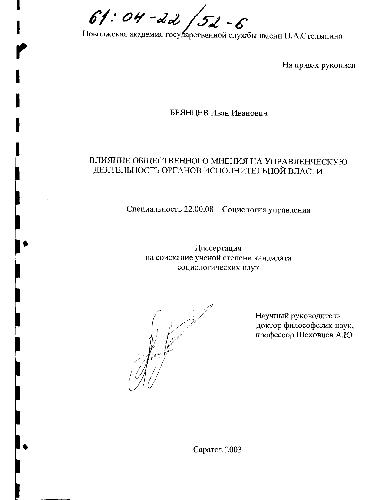 61:04-22/52-6
Поволжская академия государственной службы имени П.А.Столыпина
На правах рукописи
Иван Иванович
ВЛИЯНИЕ ОБЩЕСТВЕННОГО МНЕНИЯ НА УПРАВЛЕНЧЕСКУЮ
ДЕЯТЕЛЬНОСТЬ ОРГАНОВ ИСПОЛНИТЕЛЬНОЙ ВЛАСТИ
Специальность 22.00.08 – Социология управления
Диссертация
на соискание ученой степени кандидата
социологических наук
Научный руководитель
доктор философских наук,
профессор Шеховцев А.Ю.
Саратов 2003